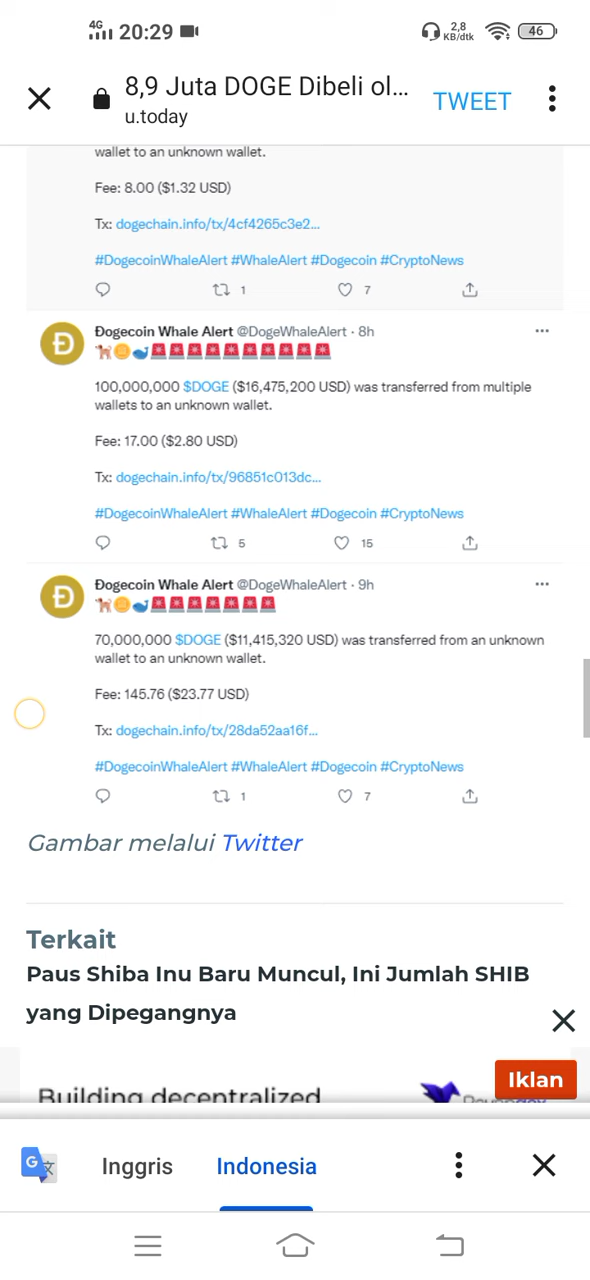 4G 20:29 2,8 KB/dtk 46
8,9 Juta DOGE Dibeli ol...
u.today
TWEET
wallet to an unknown wallet.
Fee: 8.00 ($1.32 USD)
Tx: dogechain.info/tx/4cf4265c3e2...
#DogecoinWhaleAlert #WhaleAlert #Dogecoin #CryptoNews
1 7
Ðogecoin Whale Alert @DogeWhaleAlert · 8h
100,000,000 $DOGE ($16,475,200 USD) was transferred from multiple
wallets to an unknown wallet.
Fee: 17.00 ($2.80 USD)
Tx: dogechain.info/tx/96851c013dc...
#DogecoinWhaleAlert #WhaleAlert #Dogecoin #CryptoNews
5 15
Ðogecoin Whale Alert @DogeWhaleAlert · 9h
70,000,000 $DOGE ($11,415,320 USD) was transferred from an unknown
wallet to an unknown wallet.
Fee: 145.76 ($23.77 USD)
Tx: dogechain.info/tx/28da52aa16f...
#DogecoinWhaleAlert #WhaleAlert #Dogecoin #CryptoNews
1 7
Gambar melalui Twitter
Terkait
Paus Shiba Inu Baru Muncul, Ini Jumlah SHIB
yang Dipegangnya
Iklan
Building decentralized
Inggris Indonesia